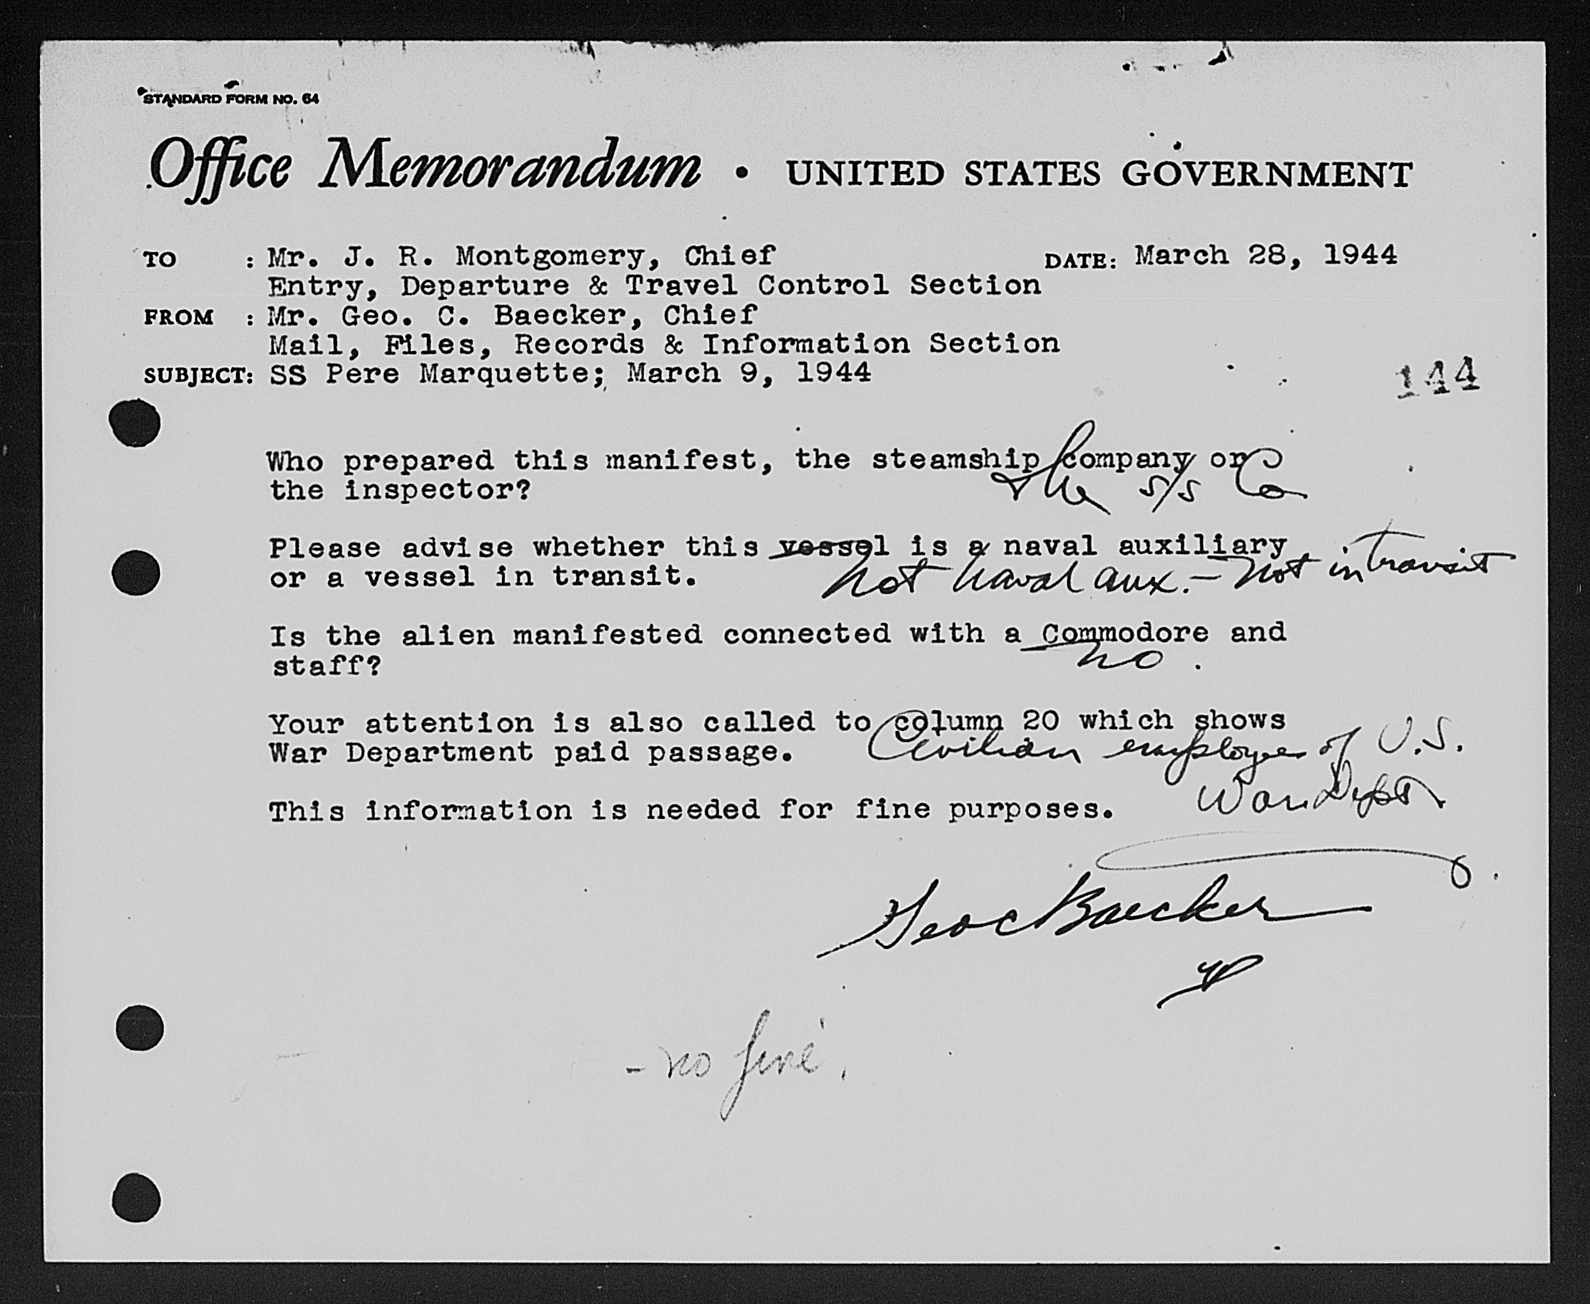 STANDARD FORM NO. 64
Office Memorandum • UNITED STATES GOVERNMENT
TO : Mr. J. R. Montgomery, Chief DATE: March 28, 1944
Entry, Departure & Travel Control Section
FROM : Mr. Geo. C. Baecker, Chief
Mail, Files, Records & Information Section
SUBJECT: SS Pere Marquette; March 9, 1944
144
Who prepared this manifest, the steamship company or
the inspector? The s/s Co
Please advise whether this vessel is a naval auxiliary
or a vessel in transit. Not Naval aux. - Not in transit
Is the alien manifested connected with a Commodore and
staff? no.
Your attention is also called to column 20 which shows
War Department paid passage. Civilian employee of U.S.
War Dept
This information is needed for fine purposes.
Geo C Baecker
- no fine.